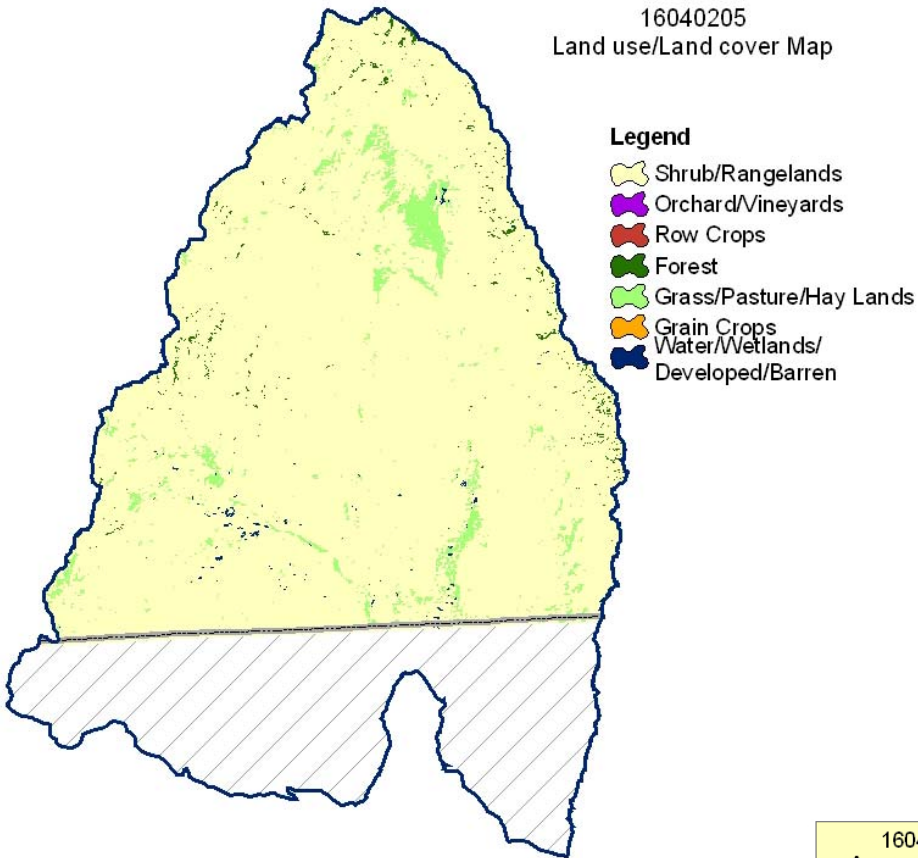 16040205
Land use/Land cover Map
Legend
Shrub/Rangelands
Orchard/Vineyards
Row Crops
Forest
Grass/Pasture/Hay Lands
Grain Crops
Water/Wetlands/
Developed/Barren
1604